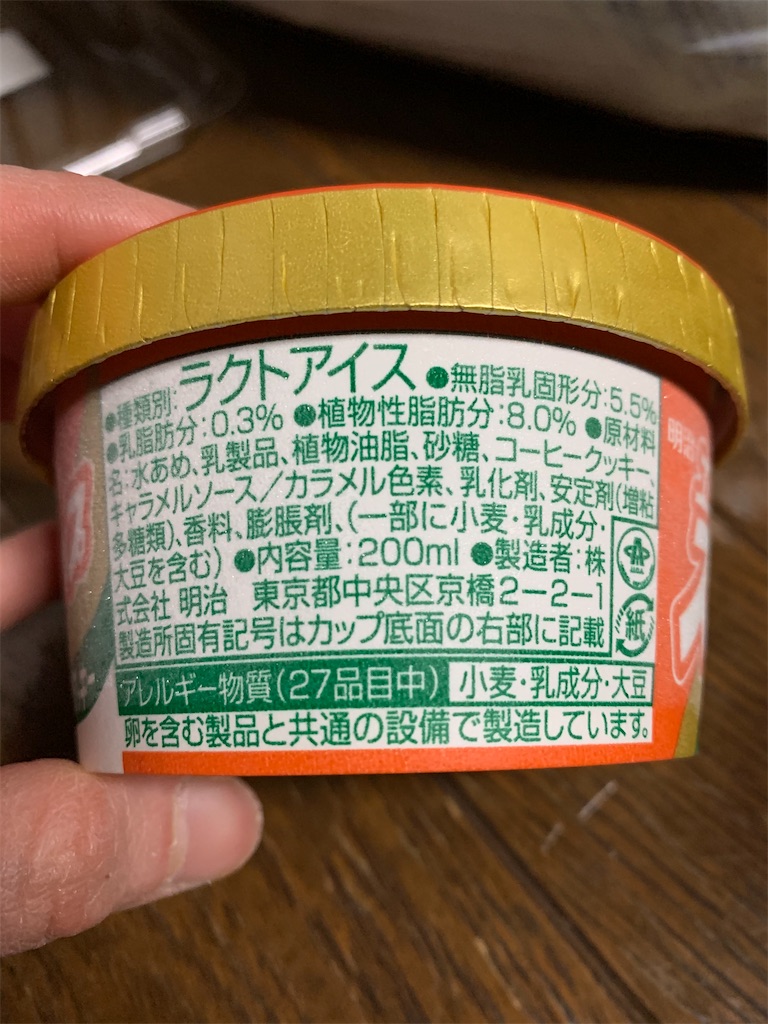 ●種類別:ラクトアイス ●無脂乳固形分:5.5%
●乳脂肪分:0.3% ●植物性脂肪分:8.0% ●原材料
名:水あめ、乳製品、植物油脂、砂糖、コーヒークッキー、
キャラメルソース/カラメル色素、乳化剤、安定剤(増粘
多糖類)、香料、膨脹剤、(一部に小麦・乳成分・
大豆を含む) ●内容量:200ml ●製造者:株
式会社 明治 東京都中央区京橋2-2-1
製造所固有記号はカップ底面の右部に記載
紙
アレルギー物質(27品目中) 小麦・乳成分・大豆
卵を含む製品と共通の設備で製造しています。
明治